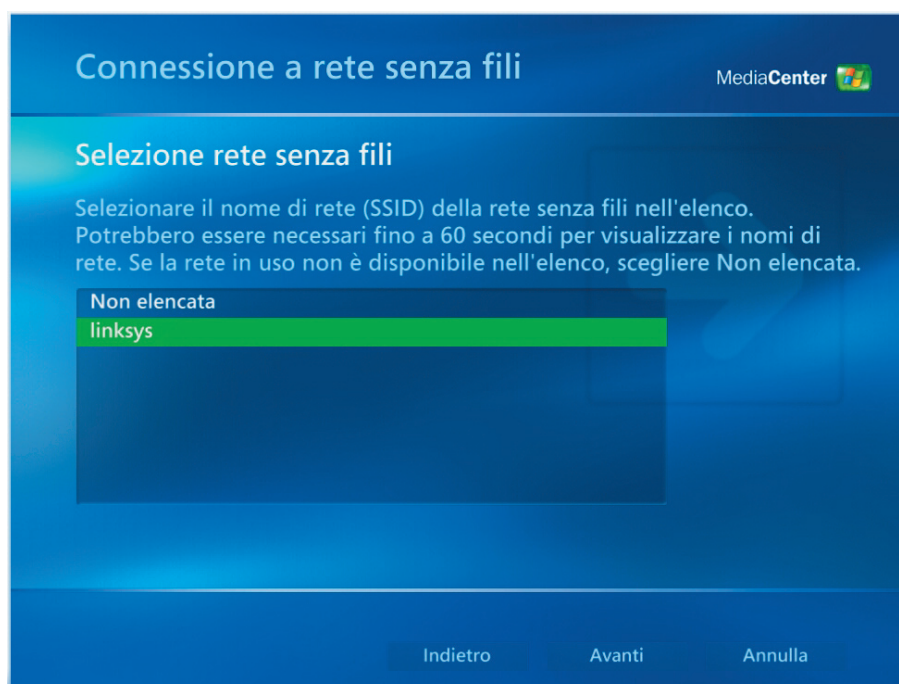 Connessione a rete senza fili
MediaCenter
Selezione rete senza fili
Selezionare il nome di rete (SSID) della rete senza fili nell'elenco.
Potrebbero essere necessari fino a 60 secondi per visualizzare i nomi di
rete. Se la rete in uso non è disponibile nell'elenco, scegliere Non elencata.
Non elencata
linksys
Indietro
Avanti
Annulla